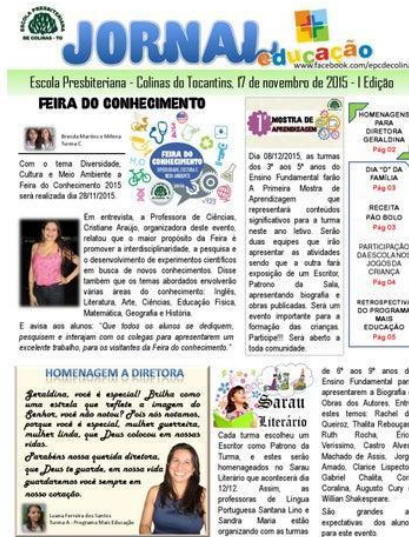 ESCOLA PRESBITERIANA
DE COLINAS - TO
JORNAL
educação
www.facebook.com/epcdecolina
Escola Presbiteriana - Colinas do Tocantins, 17 de novembro de 2015 - I Edição
FEIRA DO CONHECIMENTO
Brenda Martins e Milena
Turma C
FEIRA DO
CONHECIMENTO
Com o tema Diversidade,
Cultura e Meio Ambiente a
Feira do Conhecimento 2015
será realizada dia 28/11/2015.
Em entrevista, a Professora de Ciências,
Cristiane Araújo, organizadora deste evento,
relatou que o maior propósito da Feira é
promover a interdisciplinaridade, a pesquisa e
o desenvolvimento de experimentos científicos
em busca de novos conhecimentos. Disse
também que os temas abordados envolverão
várias áreas do conhecimento: Inglês,
Literatura, Arte, Ciências, Educação Física,
Matemática, Geografia e História.
E avisa aos alunos: "Que todos os alunos se dediquem,
pesquisem e interajam com os colegas para apresentarem um
excelente trabalho, para os visitantes da Feira do conhecimento."
1ª MOSTRA DE
APRENDIZAGEM
Dia 08/12/2015, as turmas
dos 3º aos 5º anos do
Ensino Fundamental farão
A Primeira Mostra de
Aprendizagem que
representará conteúdos
significativos para a turma
neste ano letivo. Serão
duas equipes que irão
apresentar as atividades
sendo que a outra fará
exposição de um Escritor,
Patrono da Sala,
apresentando biografia e
obras publicadas. Será um
evento importante para a
formação das crianças.
Participe!!! Será aberto a
toda comunidade.
HOMENAGENS
PARA
DIRETORA
GERALDINA
Pág 02
DIA "D" DA
FAMÍLIA
Pág 03
RECEITA
PÃO BOLO
Pág 03
PARTICIPAÇÃO
DAESCOLANOS
JOGOS DA
CRIANÇA
Pág 04
RETROSPECTIVA
DO PROGRAMA
MAIS
EDUCAÇÃO
Pág 05
HOMENAGEM A DIRETORA
Geraldina, você é especial! Brilha como
uma estrela que reflete a imagem do
Senhor, você não notou? Pois nós notamos,
porque você é especial, mulher guerreira,
mulher linda, que Deus colocou em nossas
vidas.
Parabéns nossa querida diretora,
que Deus te guarde, em nossa vida
guardaremos você sempre em
nosso coração.
Luana Ferreira dos Santos
Turma A - Programa Mais Educação
Sarau
Literário
Cada turma escolheu um
Escritor como Patrono da
Turma, e estes serão
homenageados no Sarau
Literário que acontecerá dia
12/12. Assim, as
professoras de Língua
Portuguesa Santana Lino e
Sandra Maria estão
organizando com as turmas
de 6º aos 9º anos do
Ensino Fundamental para
apresentarem a Biografia e
Obras dos Autores. Entre
estes temos: Rachel de
Queiroz, Thalita Rebouças,
Ruth Rocha, Erico
Verissimo, Castro Alves,
Machado de Assis, Jorge
Amado, Clarice Lispector,
Gabriel Chalita, Cora
Coralina, Augusto Cury e
Willian Shakespeare.
São grandes as
expectativas dos alunos
para este evento.